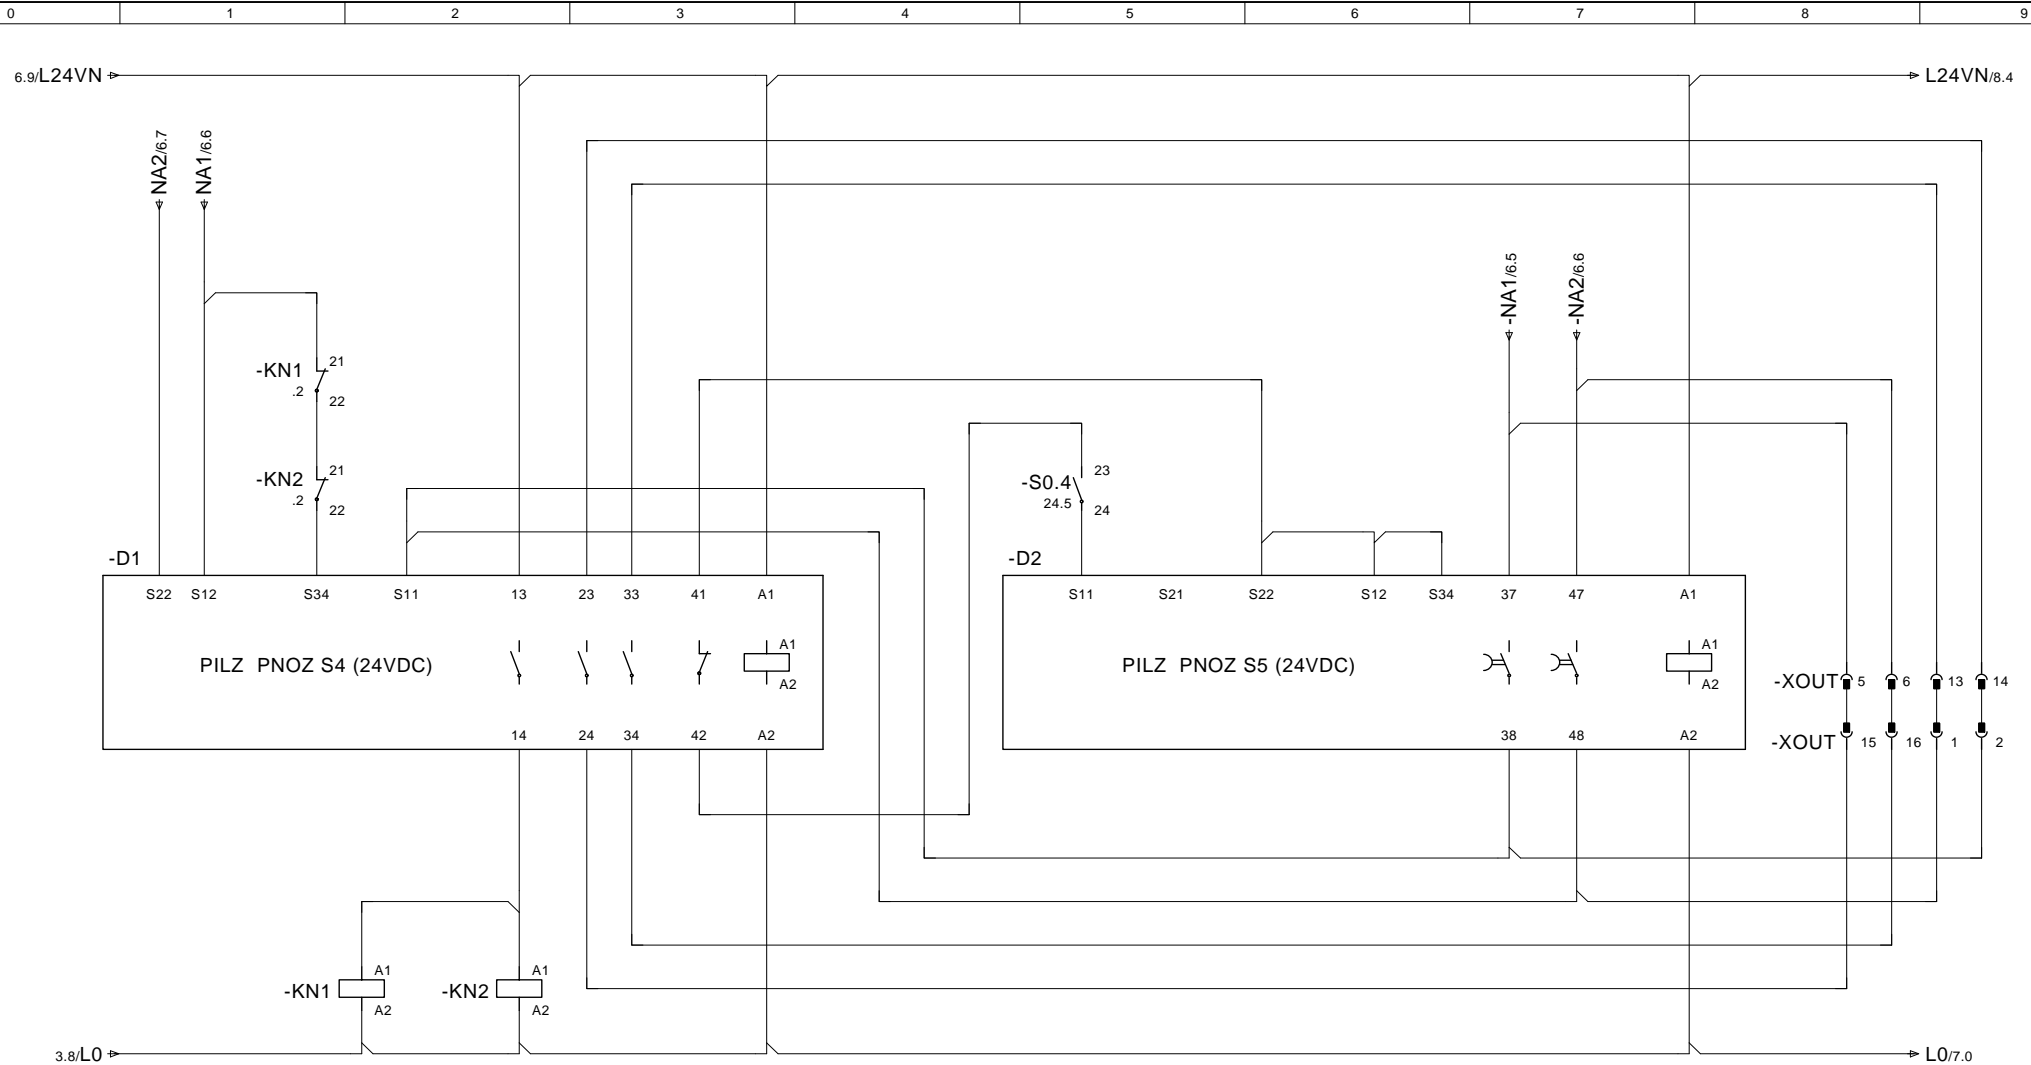 0 1 2 3 4 5 6 7 8 9
6.9/L24VN L24VN/8.4
NA2/6.7
NA1/6.6
-NA1/6.5
-NA2/6.6
21
-KN1
.2
22
21
-KN2
.2
22
23
-S0.4
24.5
24
-D1
-D2
S22 S12 S34 S11 13 23 33 41 A1
S11 S21 S22 S12 S34 37 47 A1
PILZ PNOZ S4 (24VDC)
A1
A2
PILZ PNOZ S5 (24VDC)
A1
A2
-XOUT 5 6 13 14
14 24 34 42 A2
38 48 A2
-XOUT 15 16 1 2
A1
-KN1
A2
A1
-KN2
A2
3.8/L0 L0/7.0